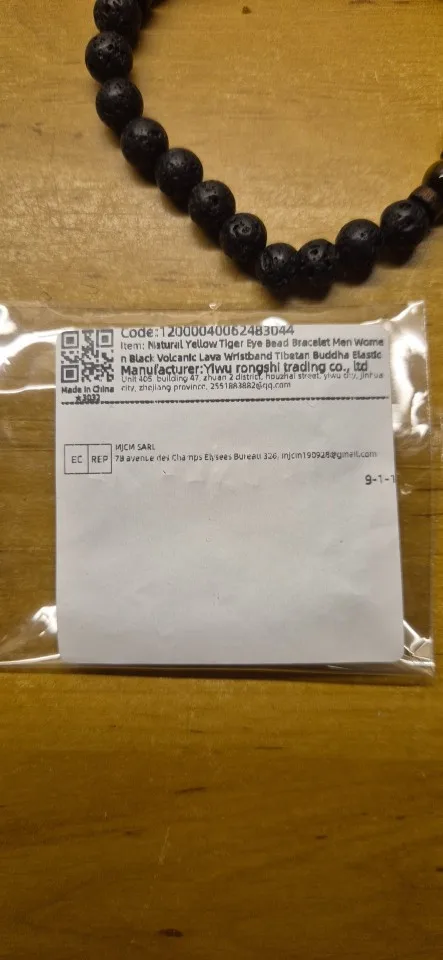 Code:12000040062483044
Item: Natural Yellow Tiger Eye Bead Bracelet Men Wome
n Black Volcanic Lava Wristband Tibetan Buddha Elastic
Manufacturer:Yiwu rongshi trading co., ltd
Unit 405, building 47, zhuan 2 district, houzhai street, yiwu city, jinhua
city, zhejiang province, 2551883882@qq.com
Made in China
EC REP
MJCM SARL
78 avenue des Champs Elysees Bureau 326, mjcm190928@gmail.com
9-1-1